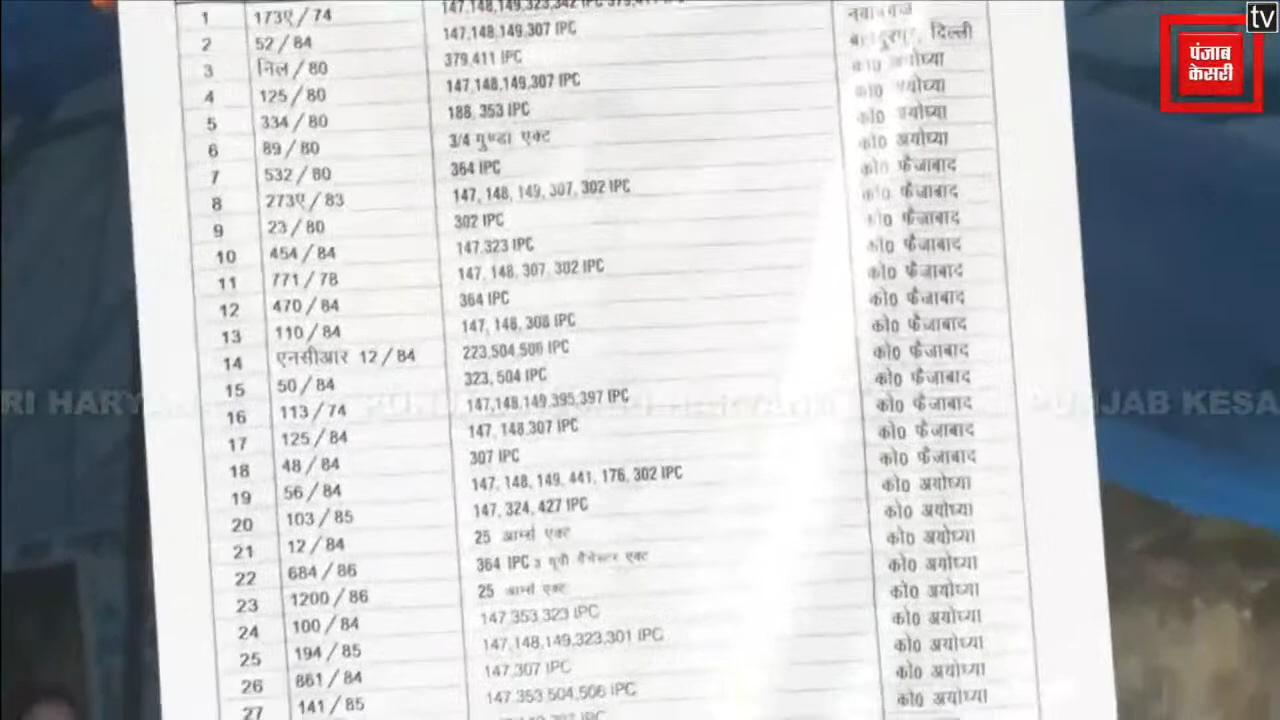 1 173ए/74 147,148,149,323,342 IPC 379,411 IPC
2 52/84 147,148,149,307 IPC दिल्ली
3 निल/80 379,411 IPC को0 अयोध्या
4 125/80 147,148,149,307 IPC को0 अयोध्या
5 334/80 188, 353 IPC को0 अयोध्या
6 89/80 3/4 गुण्डा एक्ट को0 अयोध्या
7 532/80 364 IPC को0 फैजाबाद
8 273ए/83 147, 148, 149, 307, 302 IPC को0 फैजाबाद
9 23/80 302 IPC को0 फैजाबाद
10 454/84 147.323 IPC को0 फैजाबाद
11 771/78 147, 148, 307, 302 IPC को0 फैजाबाद
12 470/84 364 IPC को0 फैजाबाद
13 110/84 147, 148, 308 IPC को0 फैजाबाद
14 एनसीआर 12/84 223,504,506 IPC को0 फैजाबाद
15 50/84 323, 504 IPC को0 फैजाबाद
16 113/74 147,148,149,395,397 IPC को0 फैजाबाद
17 125/84 147, 148,307 IPC को0 फैजाबाद
18 48/84 307 IPC को0 फैजाबाद
19 56/84 147, 148, 149, 441, 176, 302 IPC को0 अयोध्या
20 103/85 147, 324, 427 IPC को0 अयोध्या
21 12/84 25 आर्म्स एक्ट को0 अयोध्या
22 684/86 364 IPC 3 यूपी गैंगेस्टर एक्ट को0 अयोध्या
23 1200/86 25 आर्म्स एक्ट को0 अयोध्या
24 100/84 147.353.323 IPC को0 अयोध्या
25 194/85 147,148,149,323,301 IPC को0 अयोध्या
26 861/84 147.307 IPC को0 अयोध्या
27 141/85 147.353.504,506 IPC को0 अयोध्या
tv
पंजाब
केसरी
PUNJAB KESA